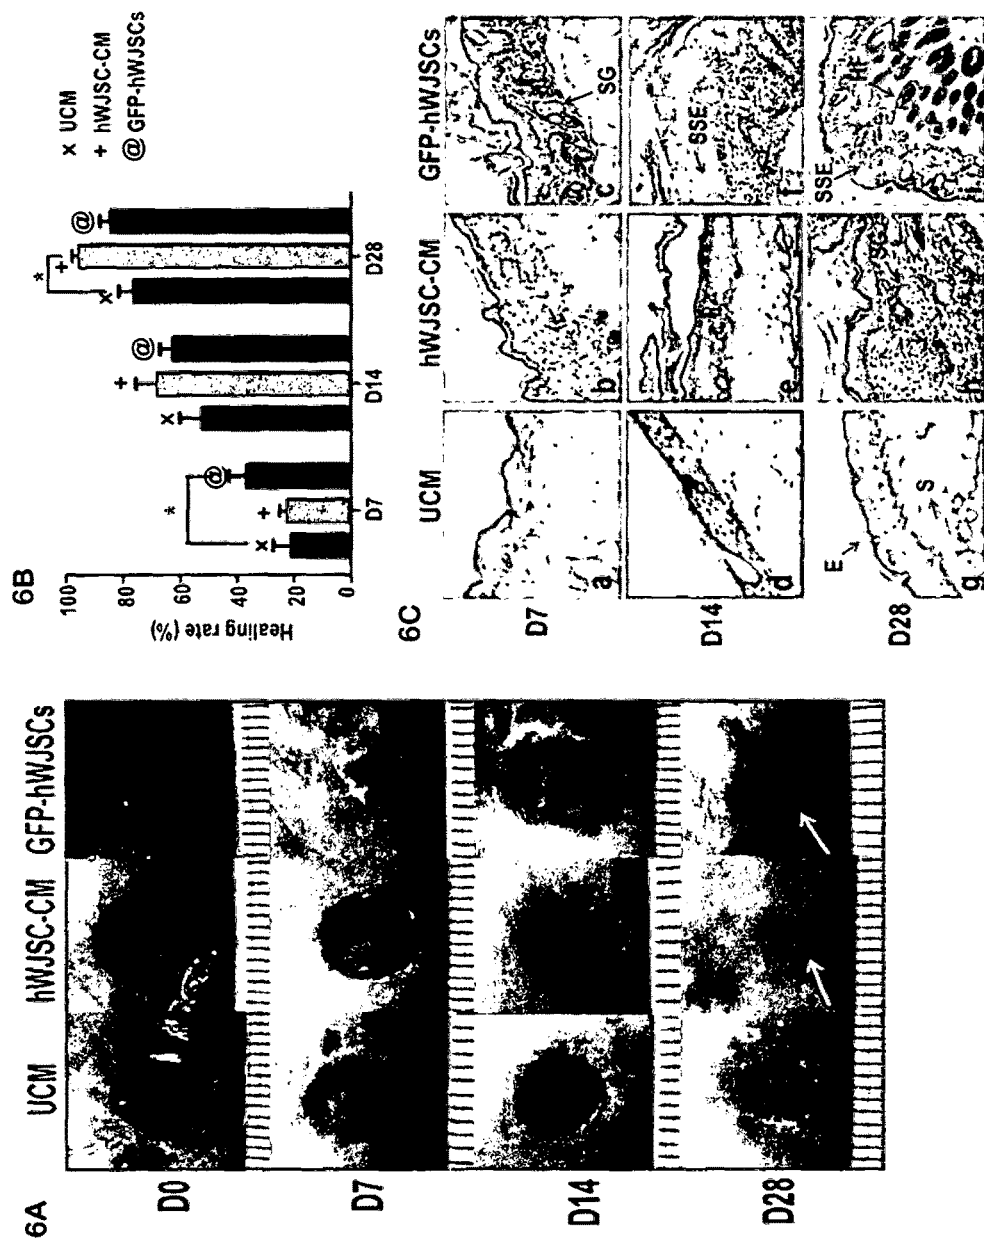 6A
UCM hWJSC-CM GFP-hWJSCs
D0
D7
D14
D28
6B
Healing rate (%)
100
80
60
40
20
0
x + @ * 
x + @
x + @ *
D7 D14 D28
x UCM
+ hWJSC-CM
@ GFP-hWJSCs
6C
UCM hWJSC-CM GFP-hWJSCs
D7
a b c SG
D14
d e f SSE
D28
E S g h SSE HF i